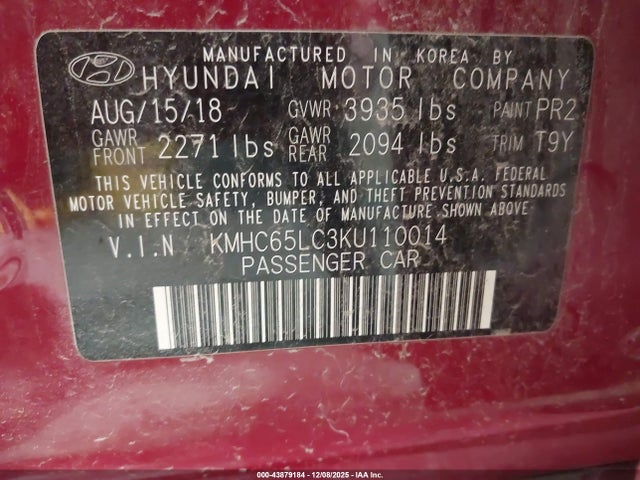 MANUFACTURED IN KOREA BY
HYUNDAI MOTOR COMPANY
AUG/15/18 GVWR 3935 lbs PAINT PR2
GAWR FRONT 2271 lbs GAWR REAR 2094 lbs TRIM T9Y
THIS VEHICLE CONFORMS TO ALL APPLICABLE U.S.A. FEDERAL
MOTOR VEHICLE SAFETY, BUMPER, AND THEFT PREVENTION STANDARDS
IN EFFECT ON THE DATE OF MANUFACTURE SHOWN ABOVE.
V.I.N KMHC65LC3KU110014
PASSENGER CAR
000-43879184 | 12/08/2025 - IAA Inc.